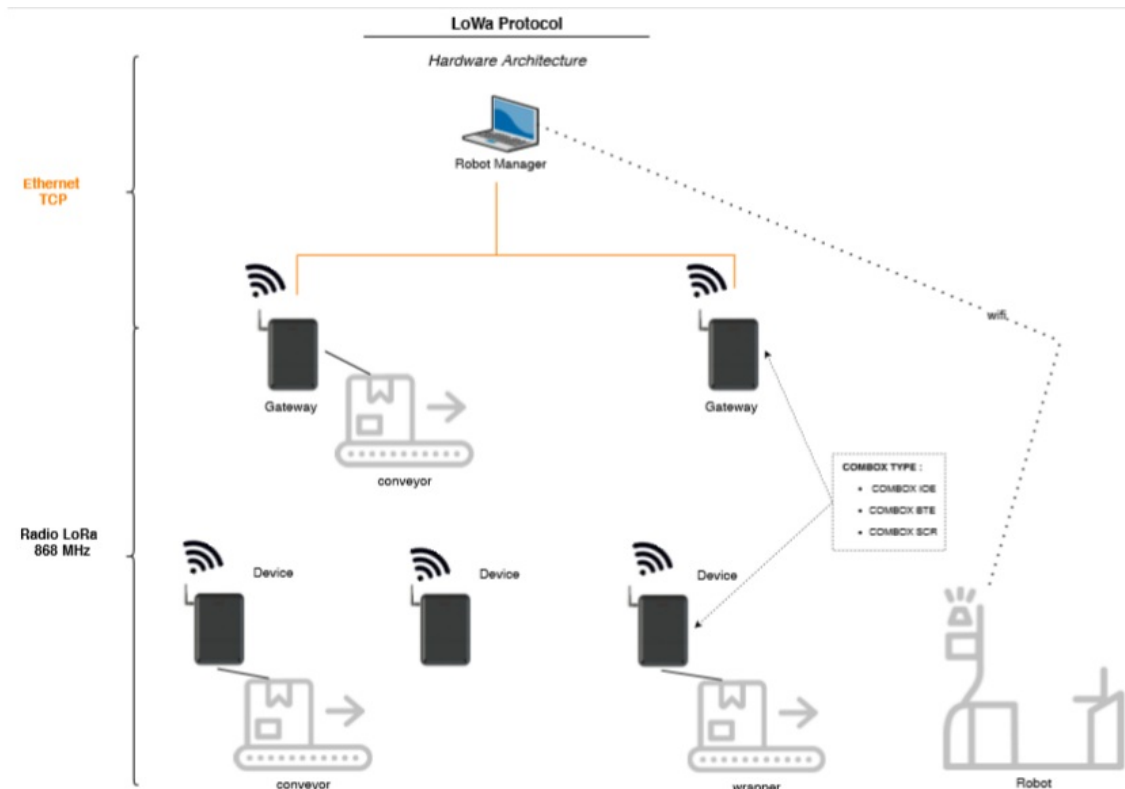 LoWa Protocol
Hardware Architecture
Robot Manager
Ethernet
TCP
wifi,
Gateway
Gateway
conveyor
COMBOX TYPE :
• COMBOX IOE
• COMBOX BTE
• COMBOX SCR
Radio LoRa
868 MHz
Device
Device
Device
conveyor
wrapper
Robot